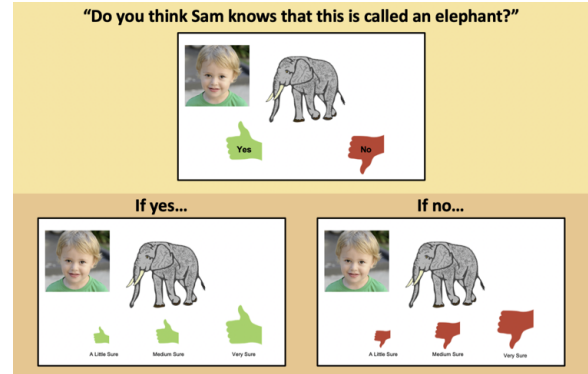 “Do you think Sam knows that this is called an elephant?”
Yes No
If yes... If no...
A Little Sure Medium Sure Very Sure A Little Sure Medium Sure Very Sure